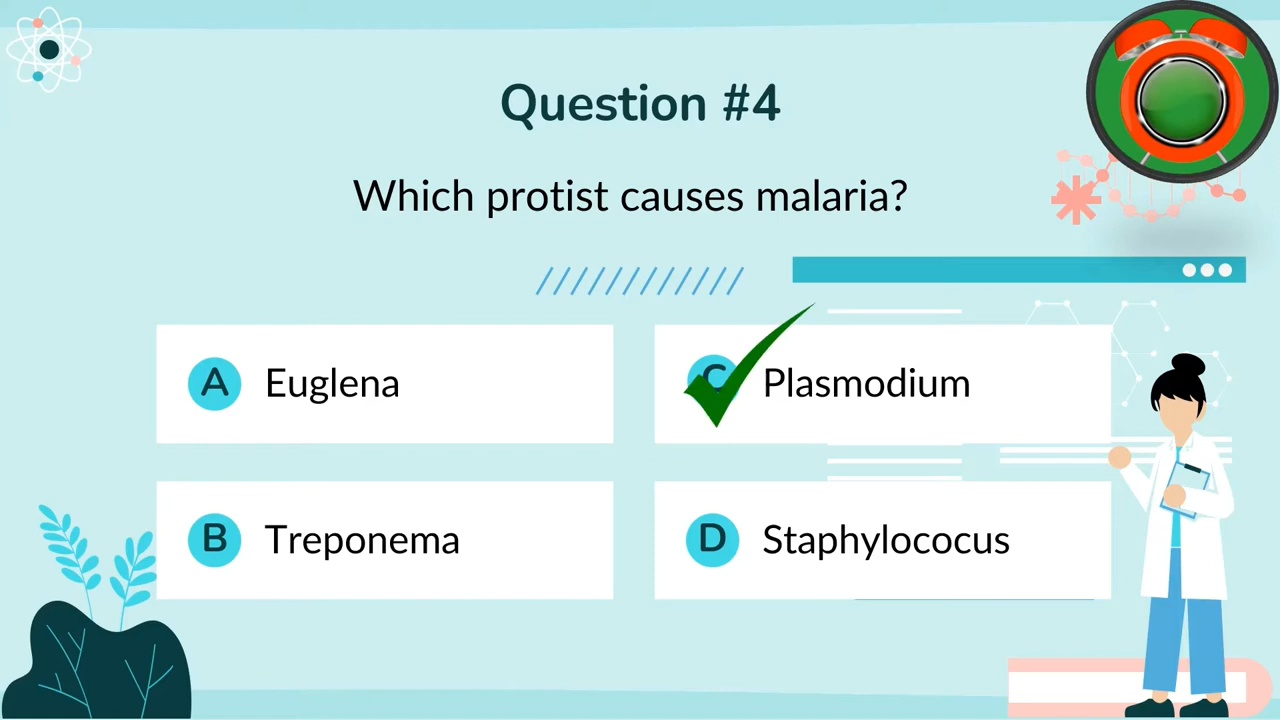 Question #4
Which protist causes malaria?
A Euglena
C Plasmodium
B Treponema
D Staphylococus